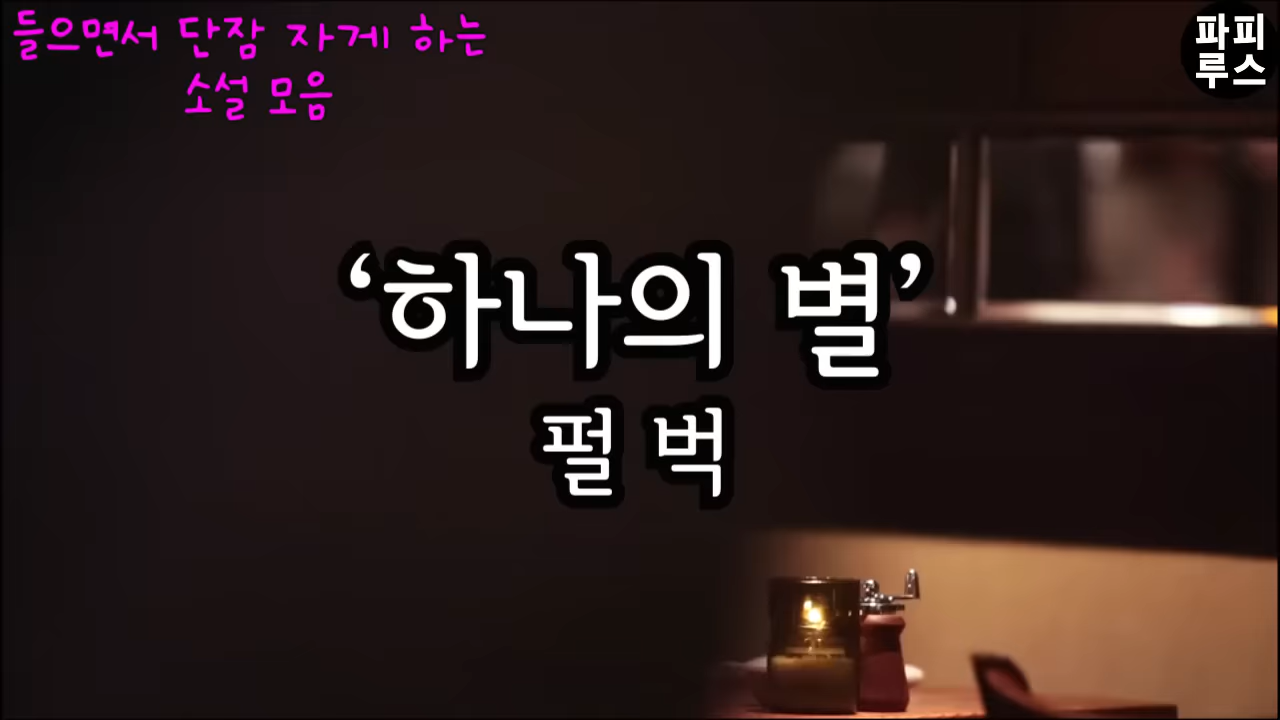 들으면서 단잠 자게 하는
소설 모음
파피
루스
‘하나의 별’
펄 벅